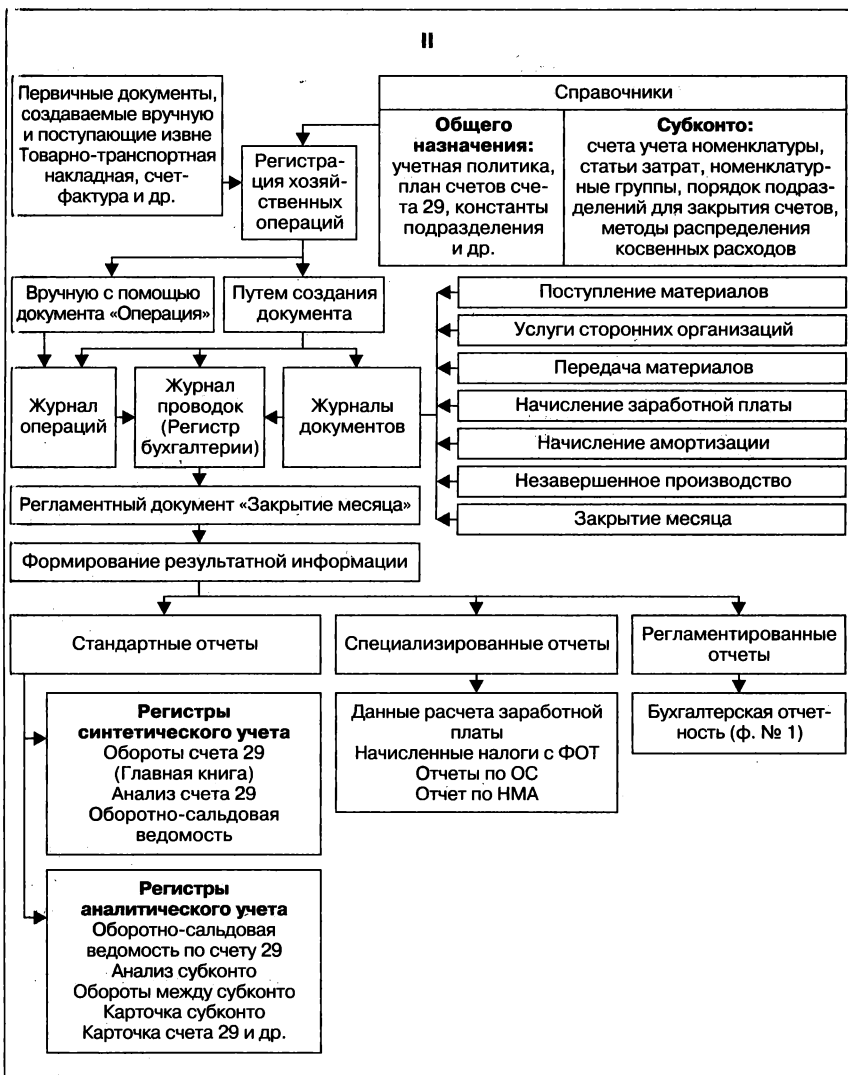 II
Первичные документы,
создаваемые вручную
и поступающие извне
Товарно-транспортная
накладная, счет-
фактура и др.
Регистра-
ция хозяй-
ственных
операций
Справочники
Общего
назначения:
учетная политика,
план счетов сче-
та 29, константы
подразделения
и др.
Субконто:
счета учета номенклатуры,
статьи затрат, номенклатур-
ные группы, порядок подраз-
делений для закрытия счетов,
методы распределения
косвенных расходов
Вручную с помощью
документа «Операция»
Путем создания
документа
Журнал
операций
Журнал
проводок
(Регистр
бухгалтерии)
Журналы
документов
Поступление материалов
Услуги сторонних организаций
Передача материалов
Начисление заработной платы
Начисление амортизации
Незавершенное производство
Закрытие месяца
Регламентный документ «Закрытие месяца»
Формирование результатной информации
Стандартные отчеты
Специализированные отчеты
Регламентированные
отчеты
Регистры
синтетического учета
Обороты счета 29
(Главная книга)
Анализ счета 29
Оборотно-сальдовая
ведомость
Данные расчета заработной
платы
Начисленные налоги с ФОТ
Отчеты по ОС
Отчет по НМА
Бухгалтерская отчет-
ность (ф. № 1)
Регистры
аналитического учета
Оборотно-сальдовая
ведомость по счету 29
Анализ субконто
Обороты между субконто
Карточка субконто
Карточка счета 29 и др.